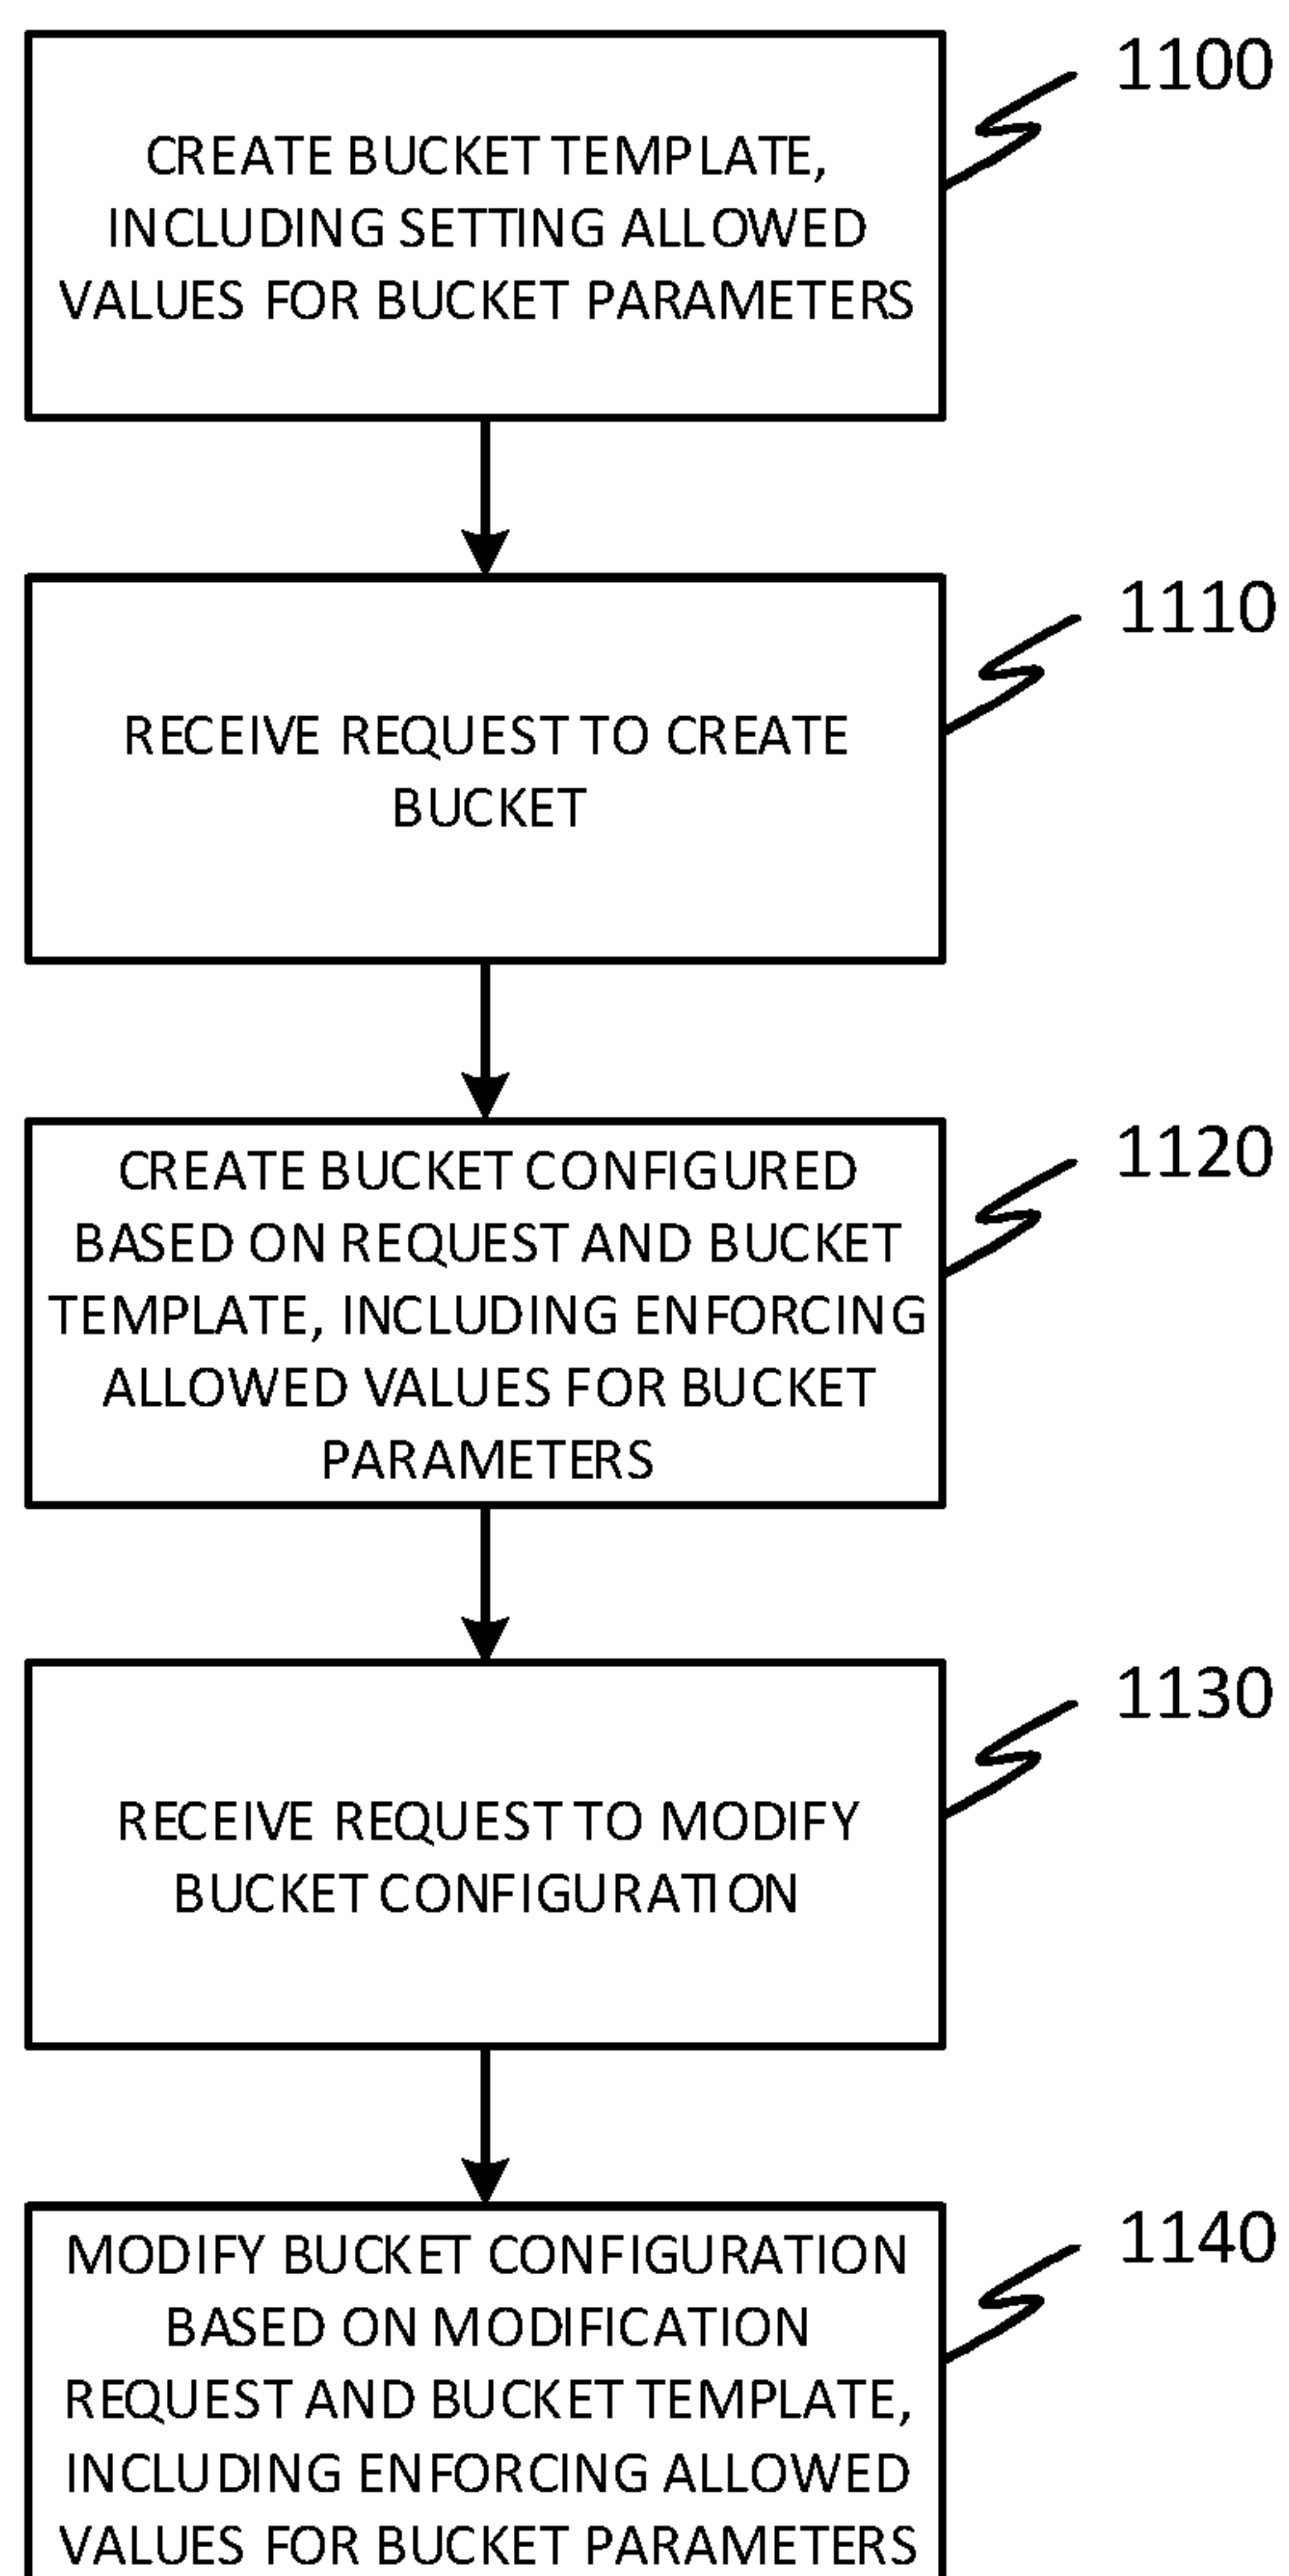 1100
CREATE BUCKET TEMPLATE,
INCLUDING SETTING ALLOWED
VALUES FOR BUCKET PARAMETERS
1110
RECEIVE REQUEST TO CREATE
BUCKET
1120
CREATE BUCKET CONFIGURED
BASED ON REQUEST AND BUCKET
TEMPLATE, INCLUDING ENFORCING
ALLOWED VALUES FOR BUCKET
PARAMETERS
1130
RECEIVE REQUEST TO MODIFY
BUCKET CONFIGURATION
1140
MODIFY BUCKET CONFIGURATION
BASED ON MODIFICATION
REQUEST AND BUCKET TEMPLATE,
INCLUDING ENFORCING ALLOWED
VALUES FOR BUCKET PARAMETERS